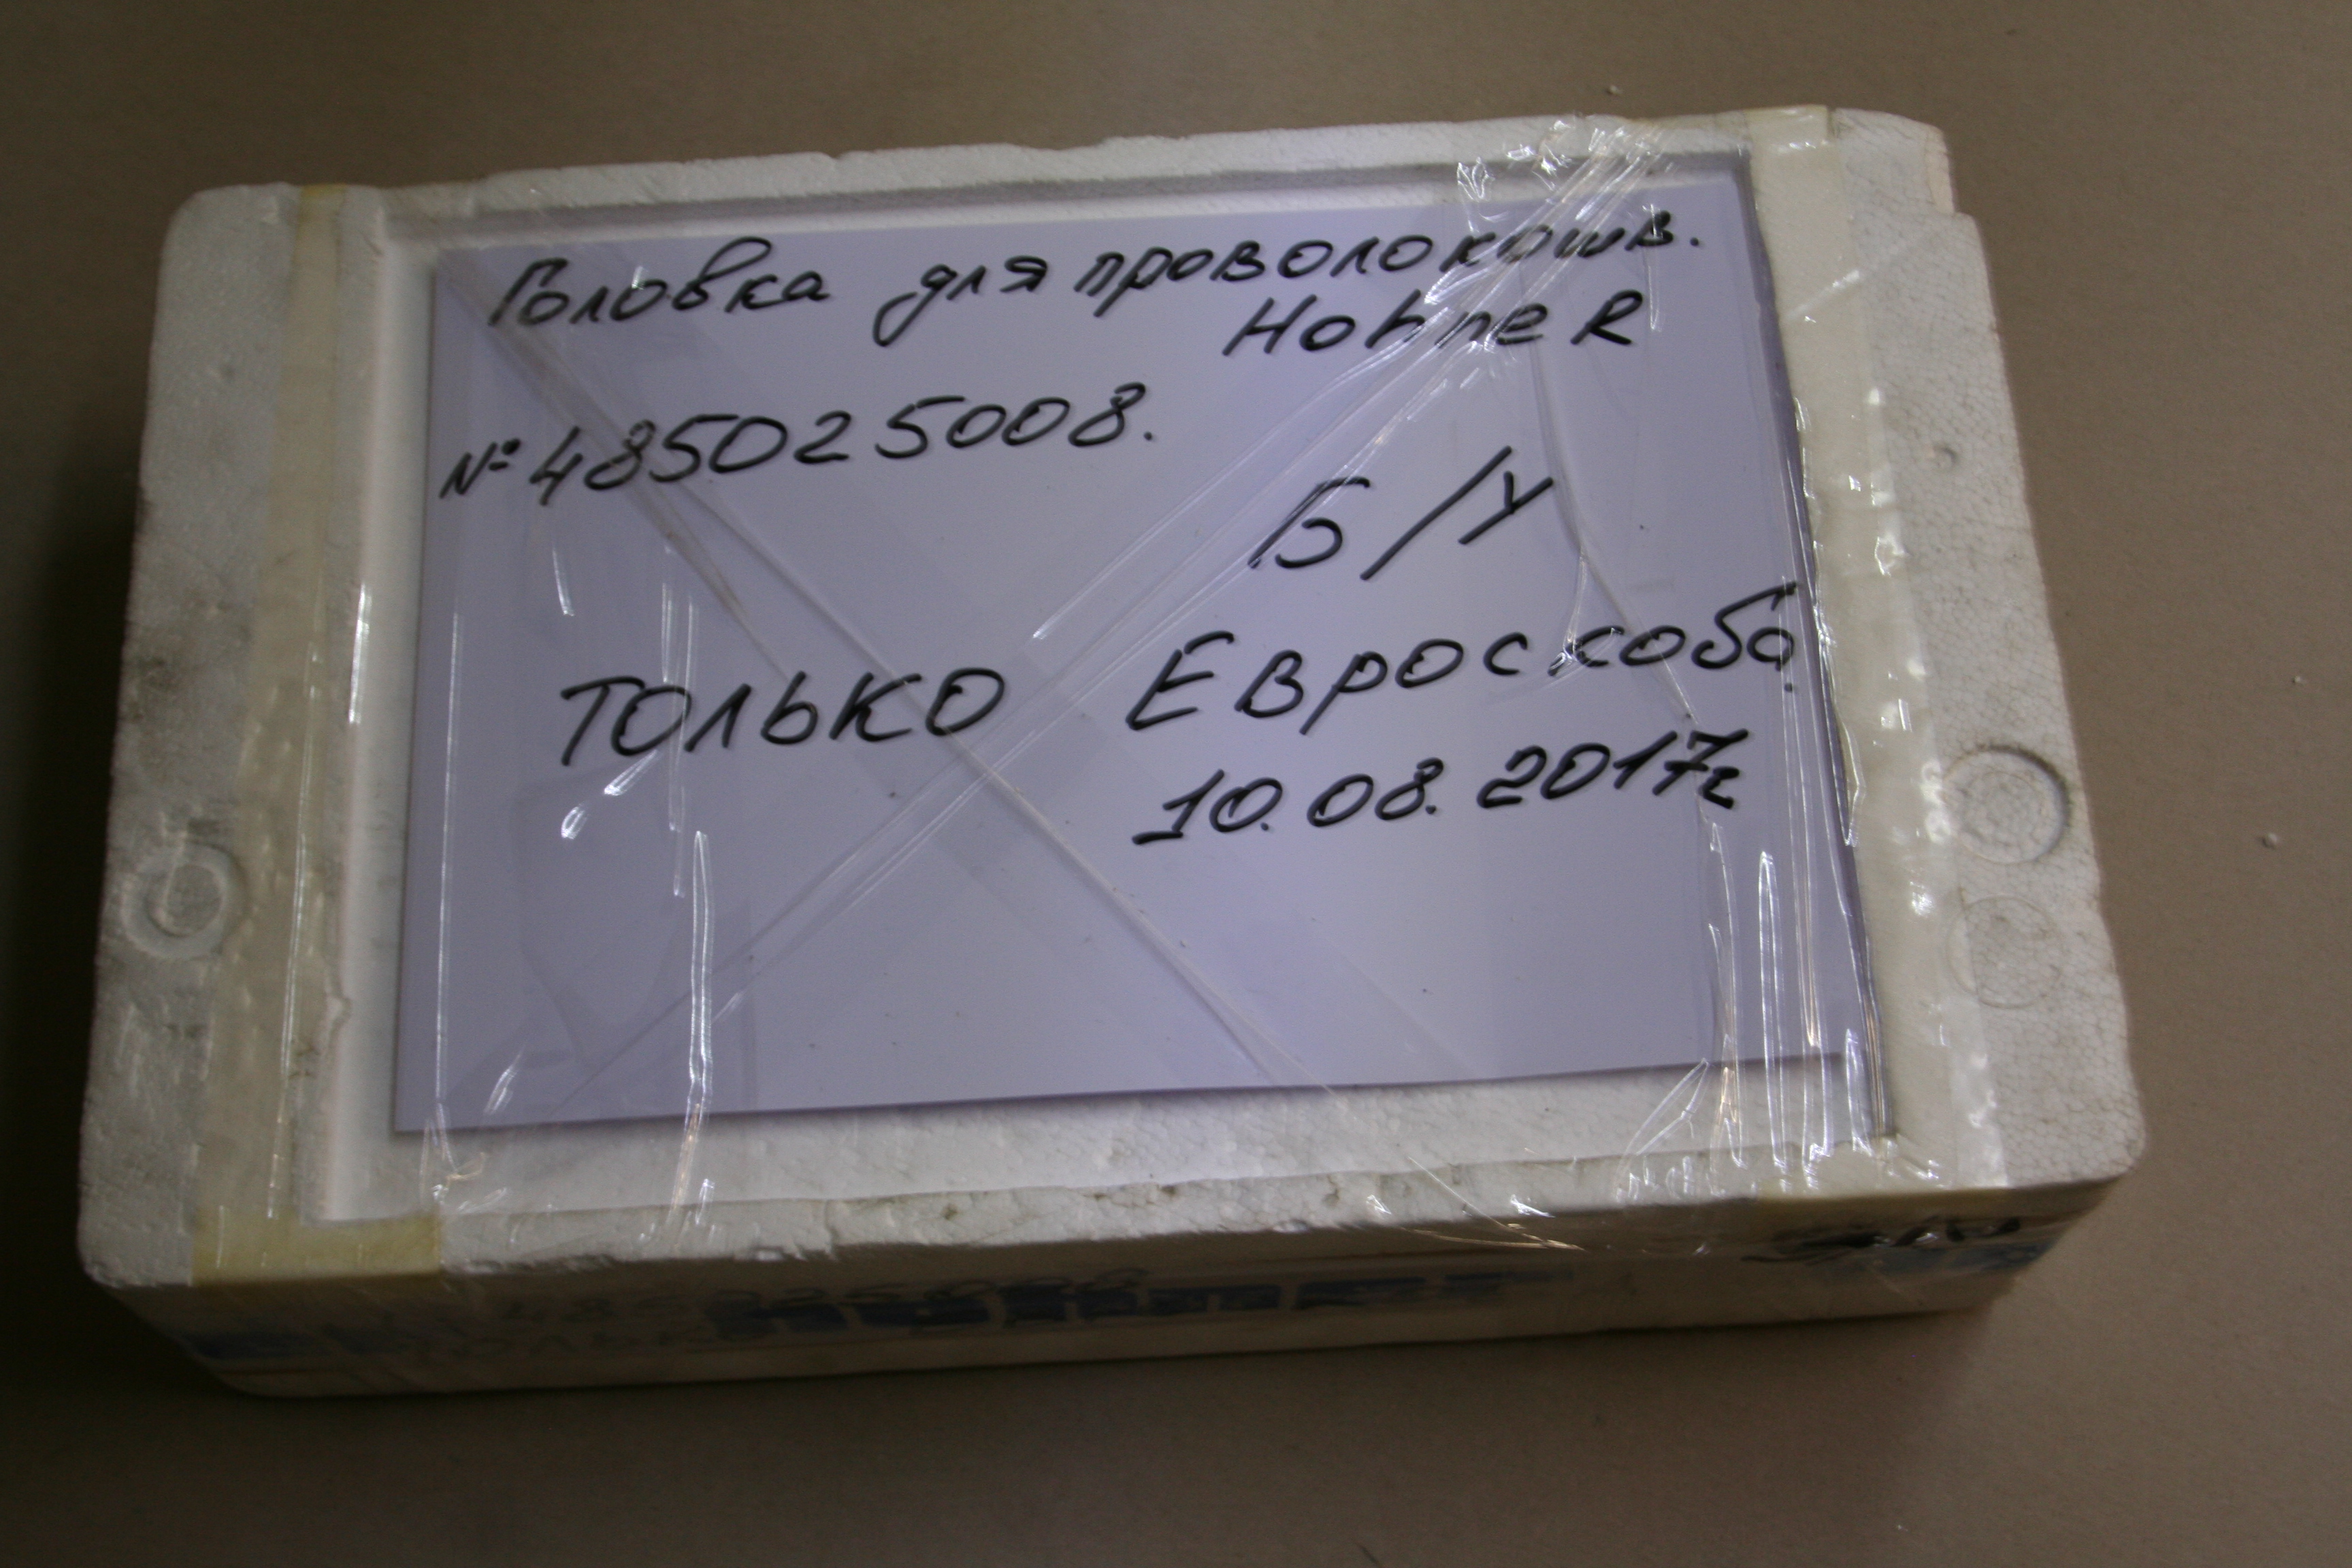 Головка для проволокошв.
HohneR
№ 485025008.
Б/У
ТОЛЬКО Евроскоба.
10.08.2017г